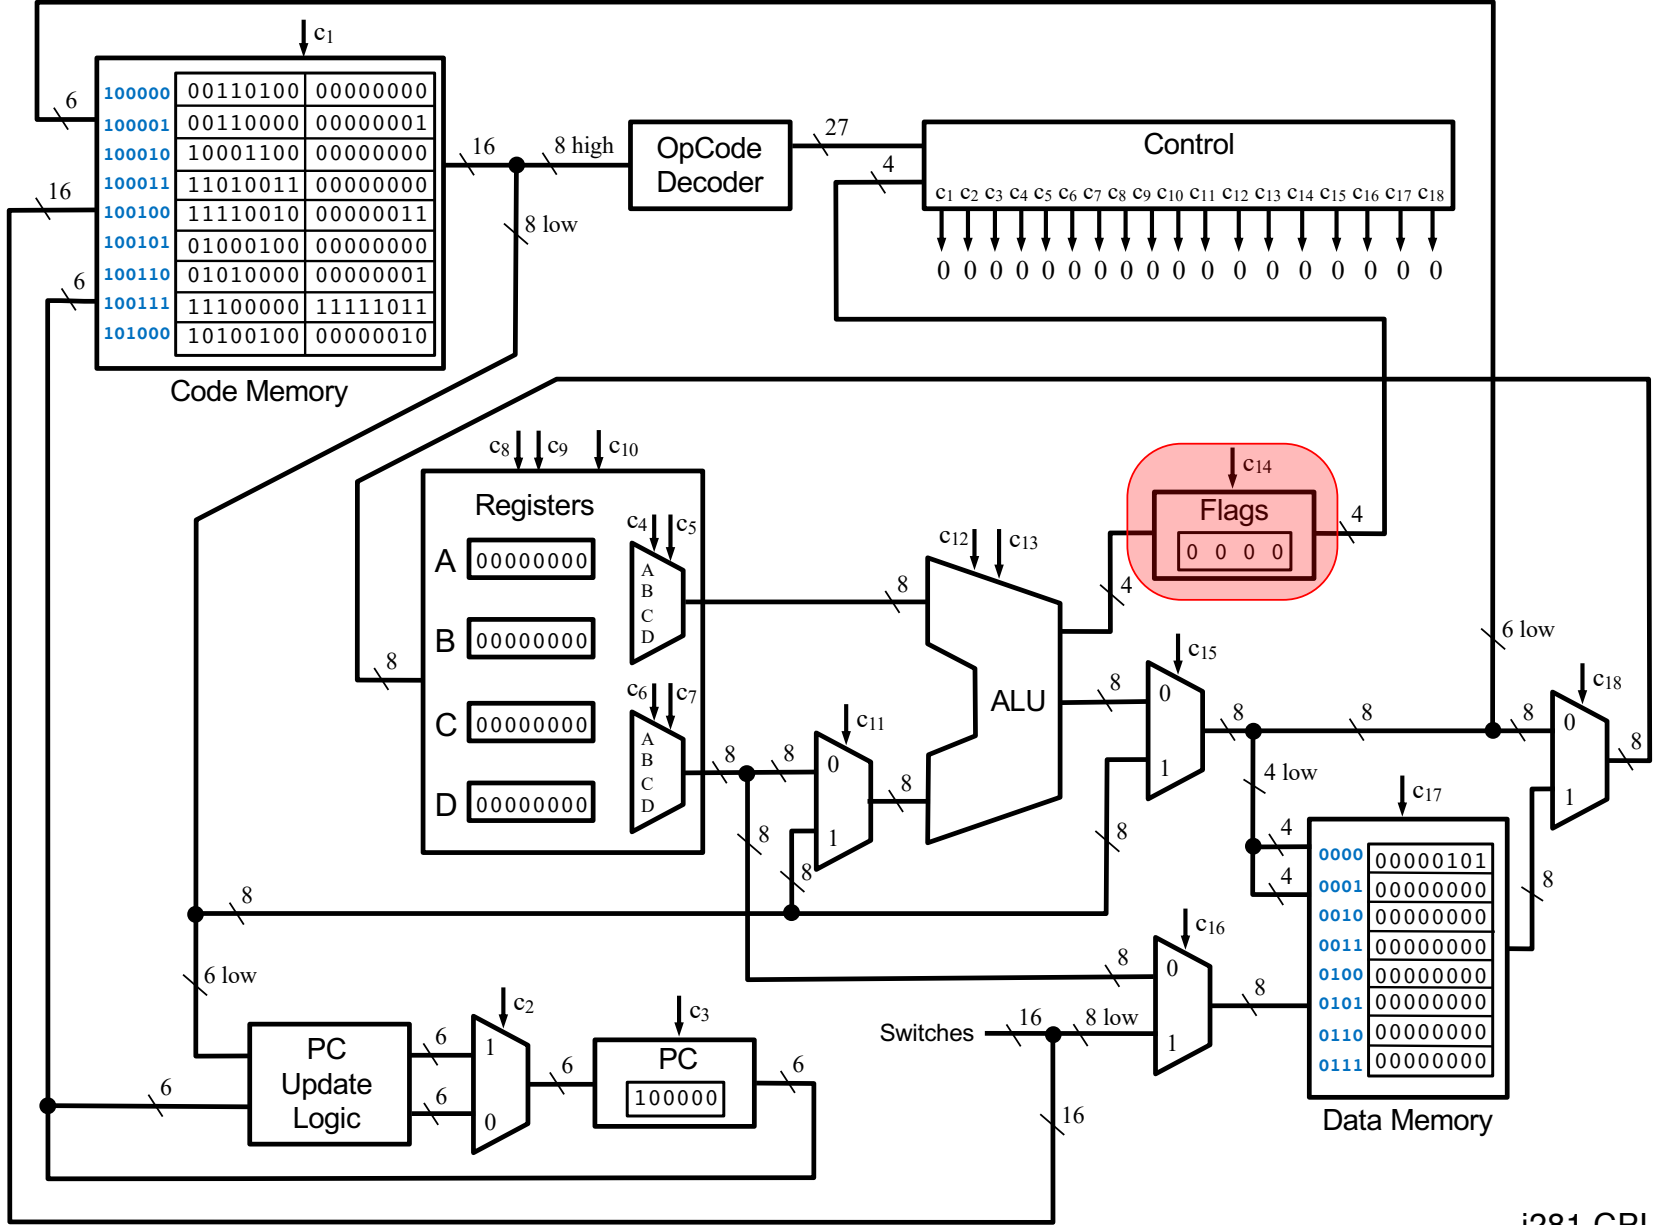 c1
6
100000 00110100 00000000
100001 00110000 00000001
100010 10001100 00000000
100011 11010011 00000000
100100 11110010 00000011
100101 01000100 00000000
100110 01010000 00000001
100111 11100000 11111011
101000 10100100 00000010
Code Memory
16
6
16
8 high
8 low
OpCode
Decoder
27
4
Control
c1 c2 c3 c4 c5 c6 c7 c8 c9 c10 c11 c12 c13 c14 c15 c16 c17 c18
0 0 0 0 0 0 0 0 0 0 0 0 0 0 0 0 0 0
c8 c9 c10
Registers
A 00000000
B 00000000
C 00000000
D 00000000
c4 c5
A
B
C
D
c6 c7
A
B
C
D
8
8
8
8
8
c11
0
1
8
8
8
c12 c13
ALU
4
8
c14
Flags
0 0 0 0
4
c15
0
1
8
8
8
6 low
8
c18
0
1
8
4 low
4
4
c17
0000 00000101
0001 00000000
0010 00000000
0011 00000000
0100 00000000
0101 00000000
0110 00000000
0111 00000000
Data Memory
8
c16
0
1
8
8
Switches
16
8 low
16
8
6 low
6
PC
Update
Logic
6
6
c2
1
0
6
c3
PC
100000
6